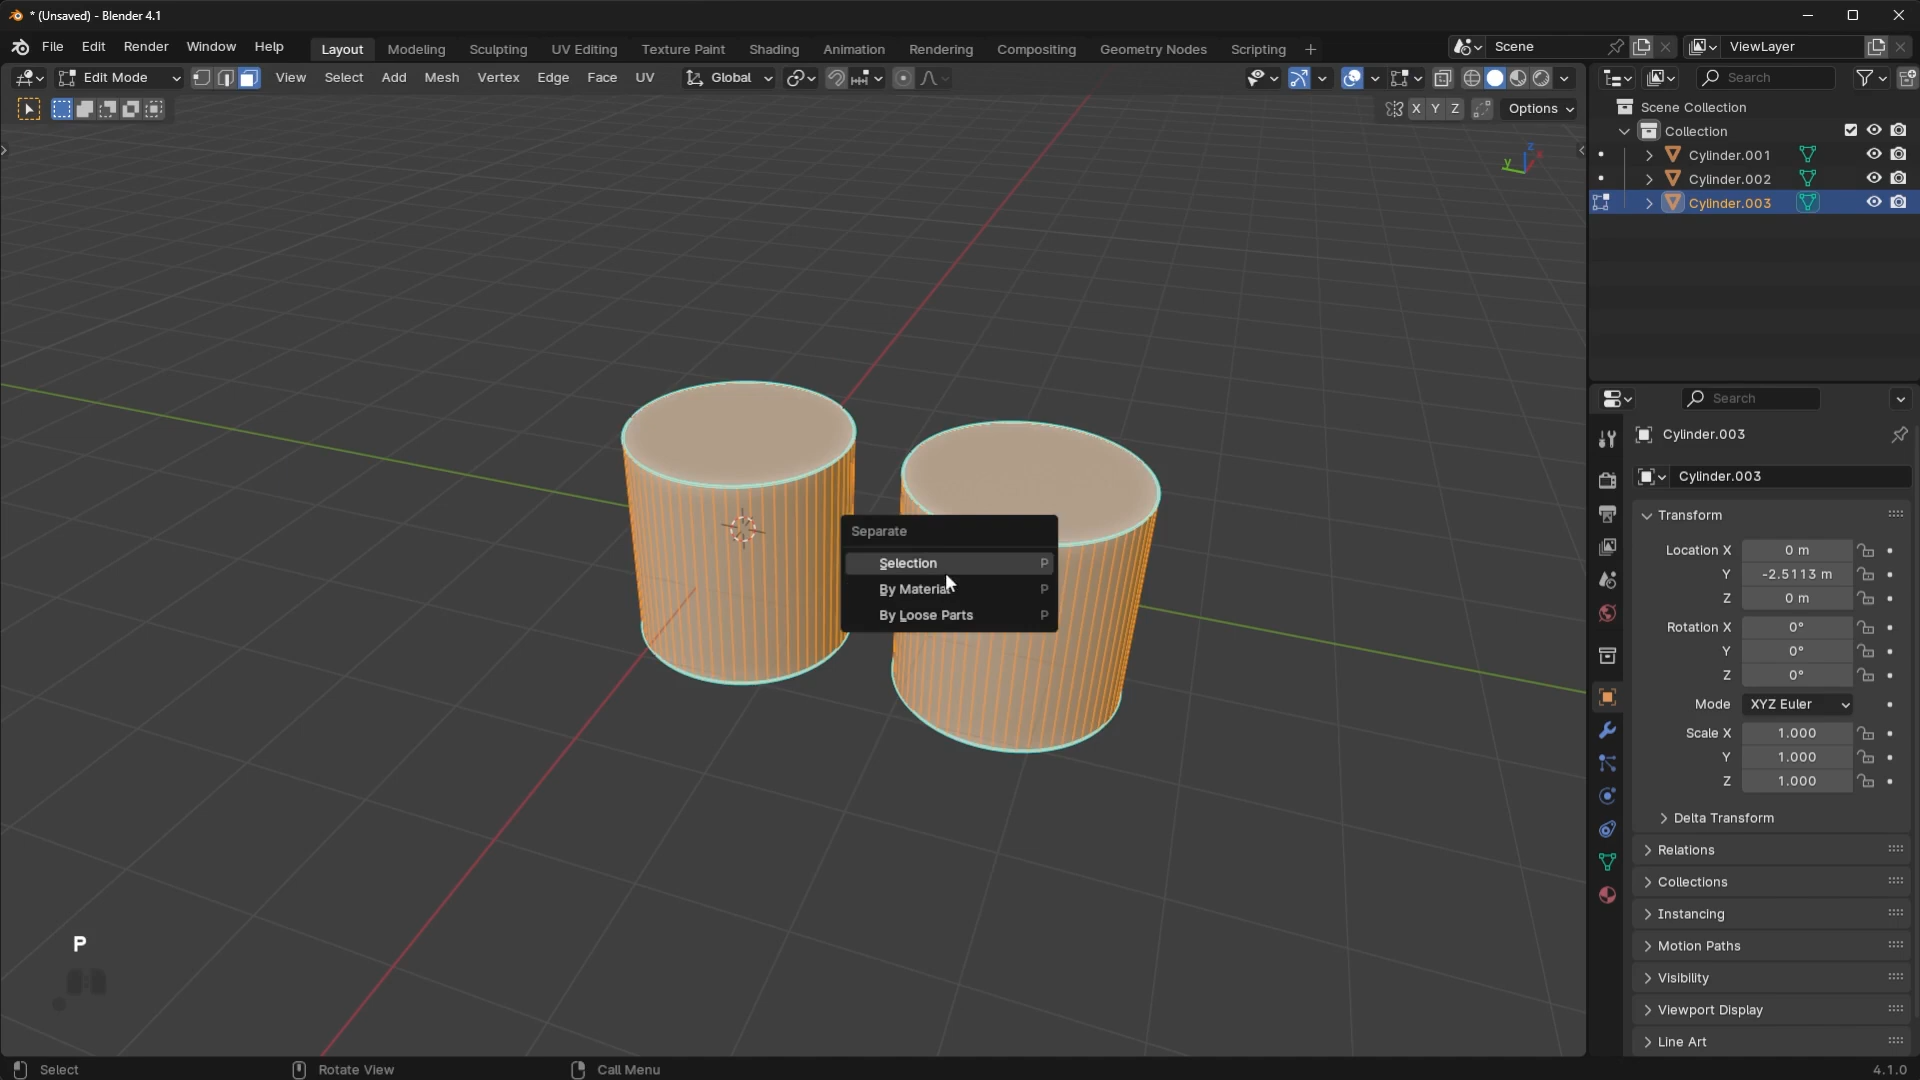 * (Unsaved) - Blender 4.1
File Edit Render Window Help
Layout Modeling Sculpting UV Editing Texture Paint Shading Animation Rendering Compositing Geometry Nodes Scripting +
Scene
ViewLayer
Edit Mode
View Select Add Mesh Vertex Edge Face UV
Global
Search
X Y Z
Options
Scene Collection
Collection
Cylinder.001
Cylinder.002
Cylinder.003
z
y
x
Separate
Selection P
By Material P
By Loose Parts P
Search
Cylinder.003
Cylinder.003
Transform
Location X 0 m
Y -2.5113 m
Z 0 m
Rotation X 0°
Y 0°
Z 0°
Mode XYZ Euler
Scale X 1.000
Y 1.000
Z 1.000
Delta Transform
Relations
Collections
Instancing
Motion Paths
Visibility
Viewport Display
Line Art
P
Select
Rotate View
Call Menu
4.1.0